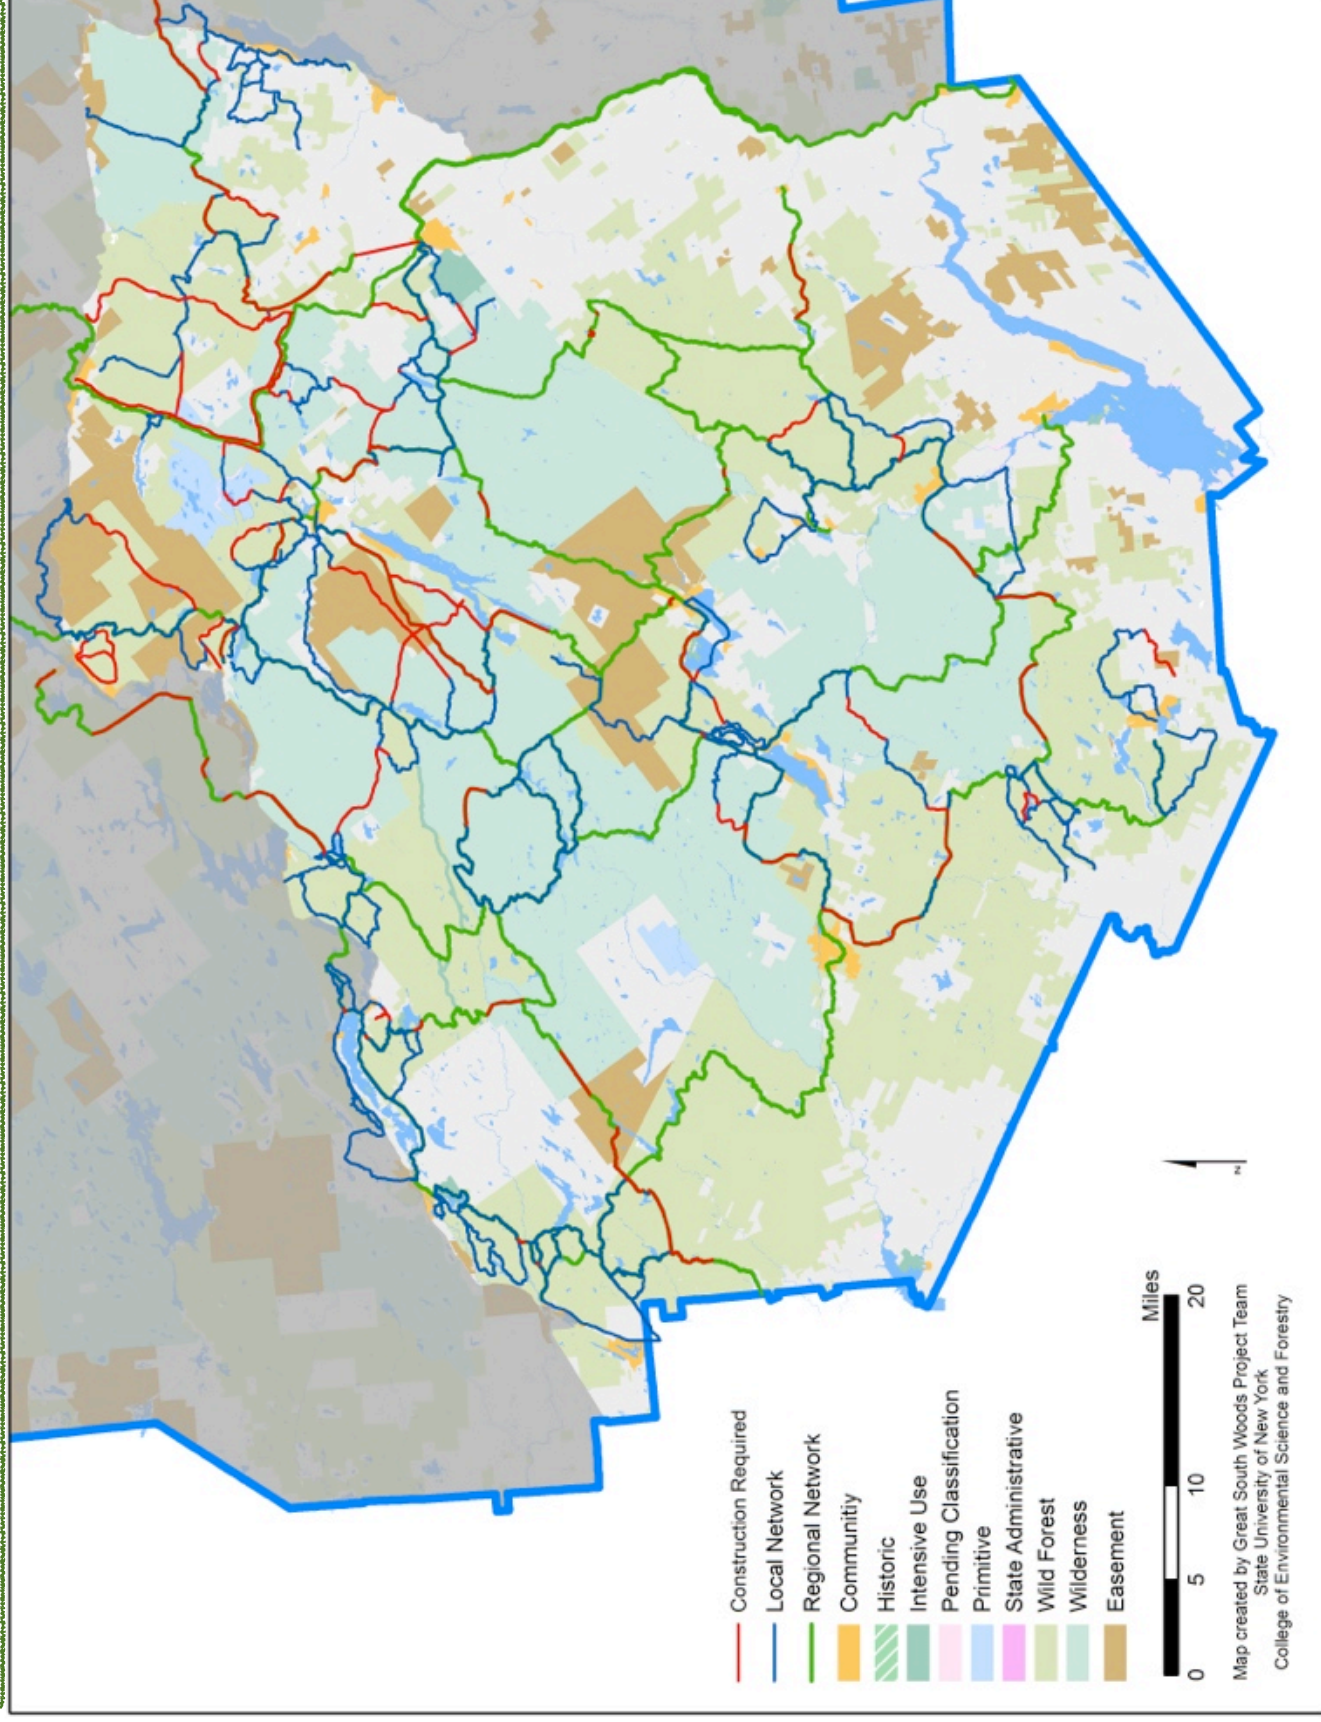 Construction Required
Local Network
Regional Network
Communitiy
Historic
Intensive Use
Pending Classification
Primitive
State Administrative
Wild Forest
Wilderness
Easement
Miles
0 5 10 20
N
Map created by Great South Woods Project Team
State University of New York
College of Environmental Science and Forestry